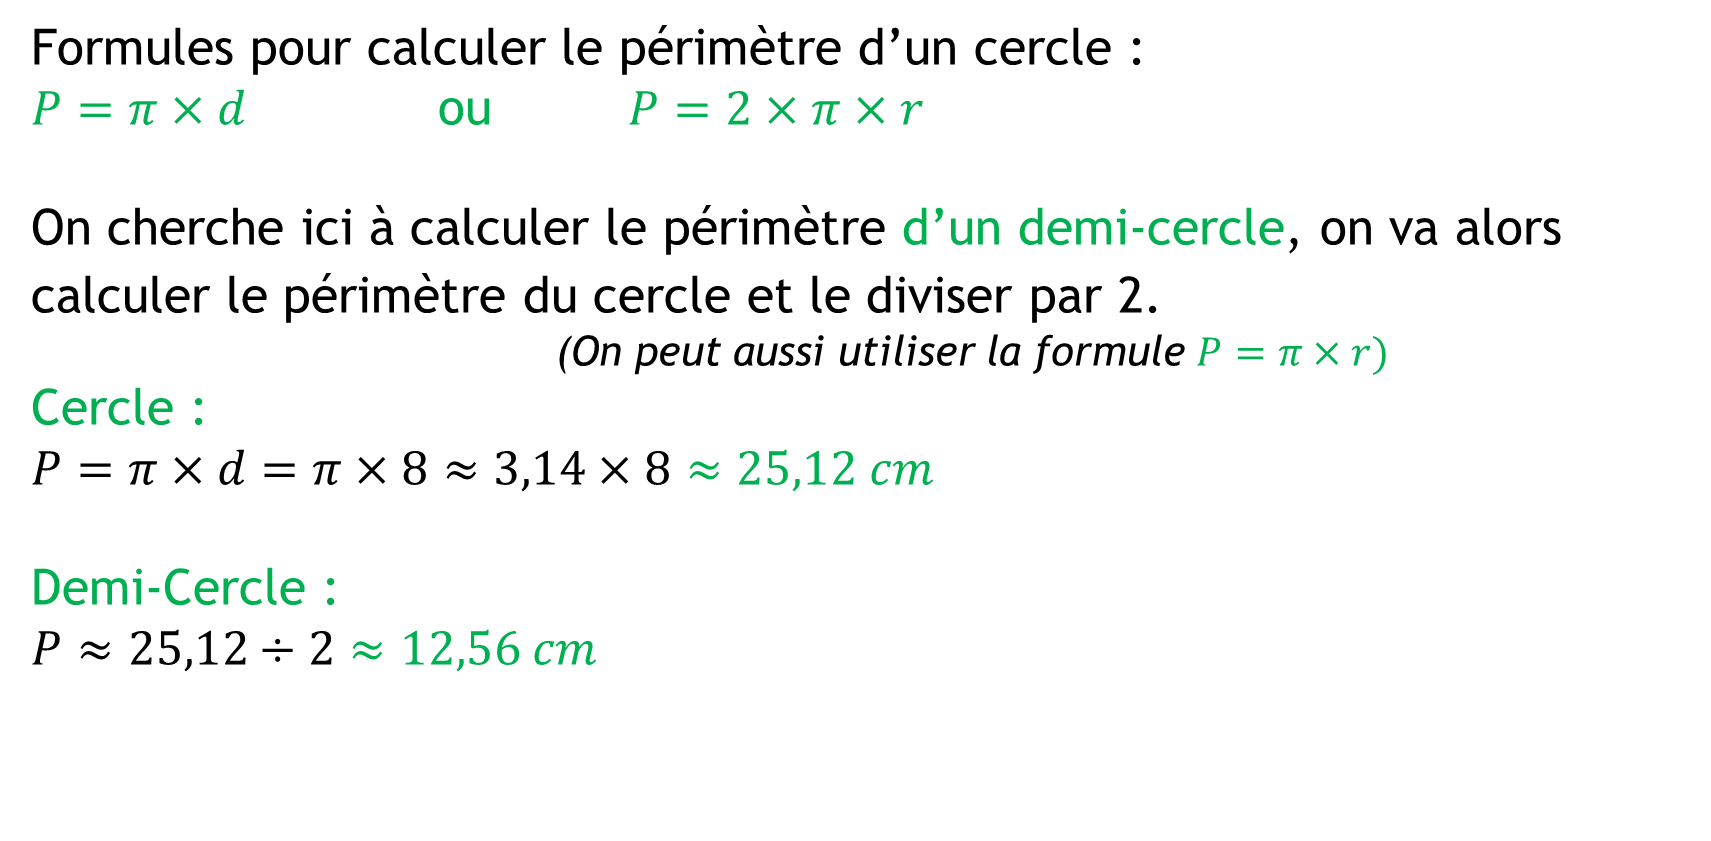 Formules pour calculer le périmètre d’un cercle :
P = π × d ou P = 2 × π × r
On cherche ici à calculer le périmètre d’un demi-cercle, on va alors
calculer le périmètre du cercle et le diviser par 2.
(On peut aussi utiliser la formule P = π × r)
Cercle :
P = π × d = π × 8 ≈ 3,14 × 8 ≈ 25,12 cm
Demi-Cercle :
P ≈ 25,12 ÷ 2 ≈ 12,56 cm